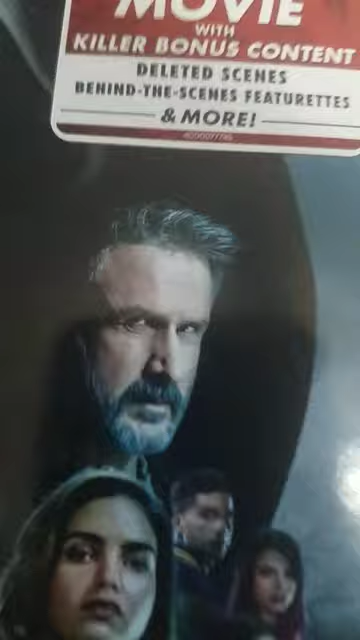 MOVIE
WITH
KILLER BONUS CONTENT
DELETED SCENES
BEHIND-THE-SCENES FEATURETTES
& MORE!